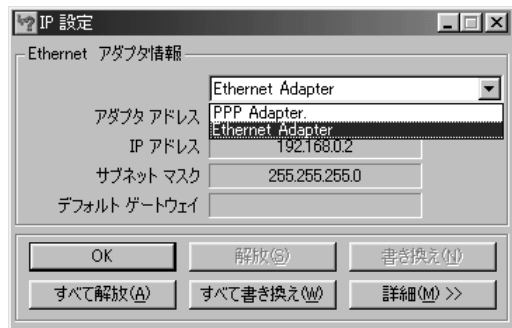 IP 設定
Ethernet アダプタ情報
Ethernet Adapter
PPP Adapter.
Ethernet Adapter
アダプタ アドレス
IP アドレス 192.168.0.2
サブネット マスク 255.255.255.0
デフォルト ゲートウェイ
OK 解放(S) 書き換え(N)
すべて解放(A) すべて書き換え(W) 詳細(M) >>